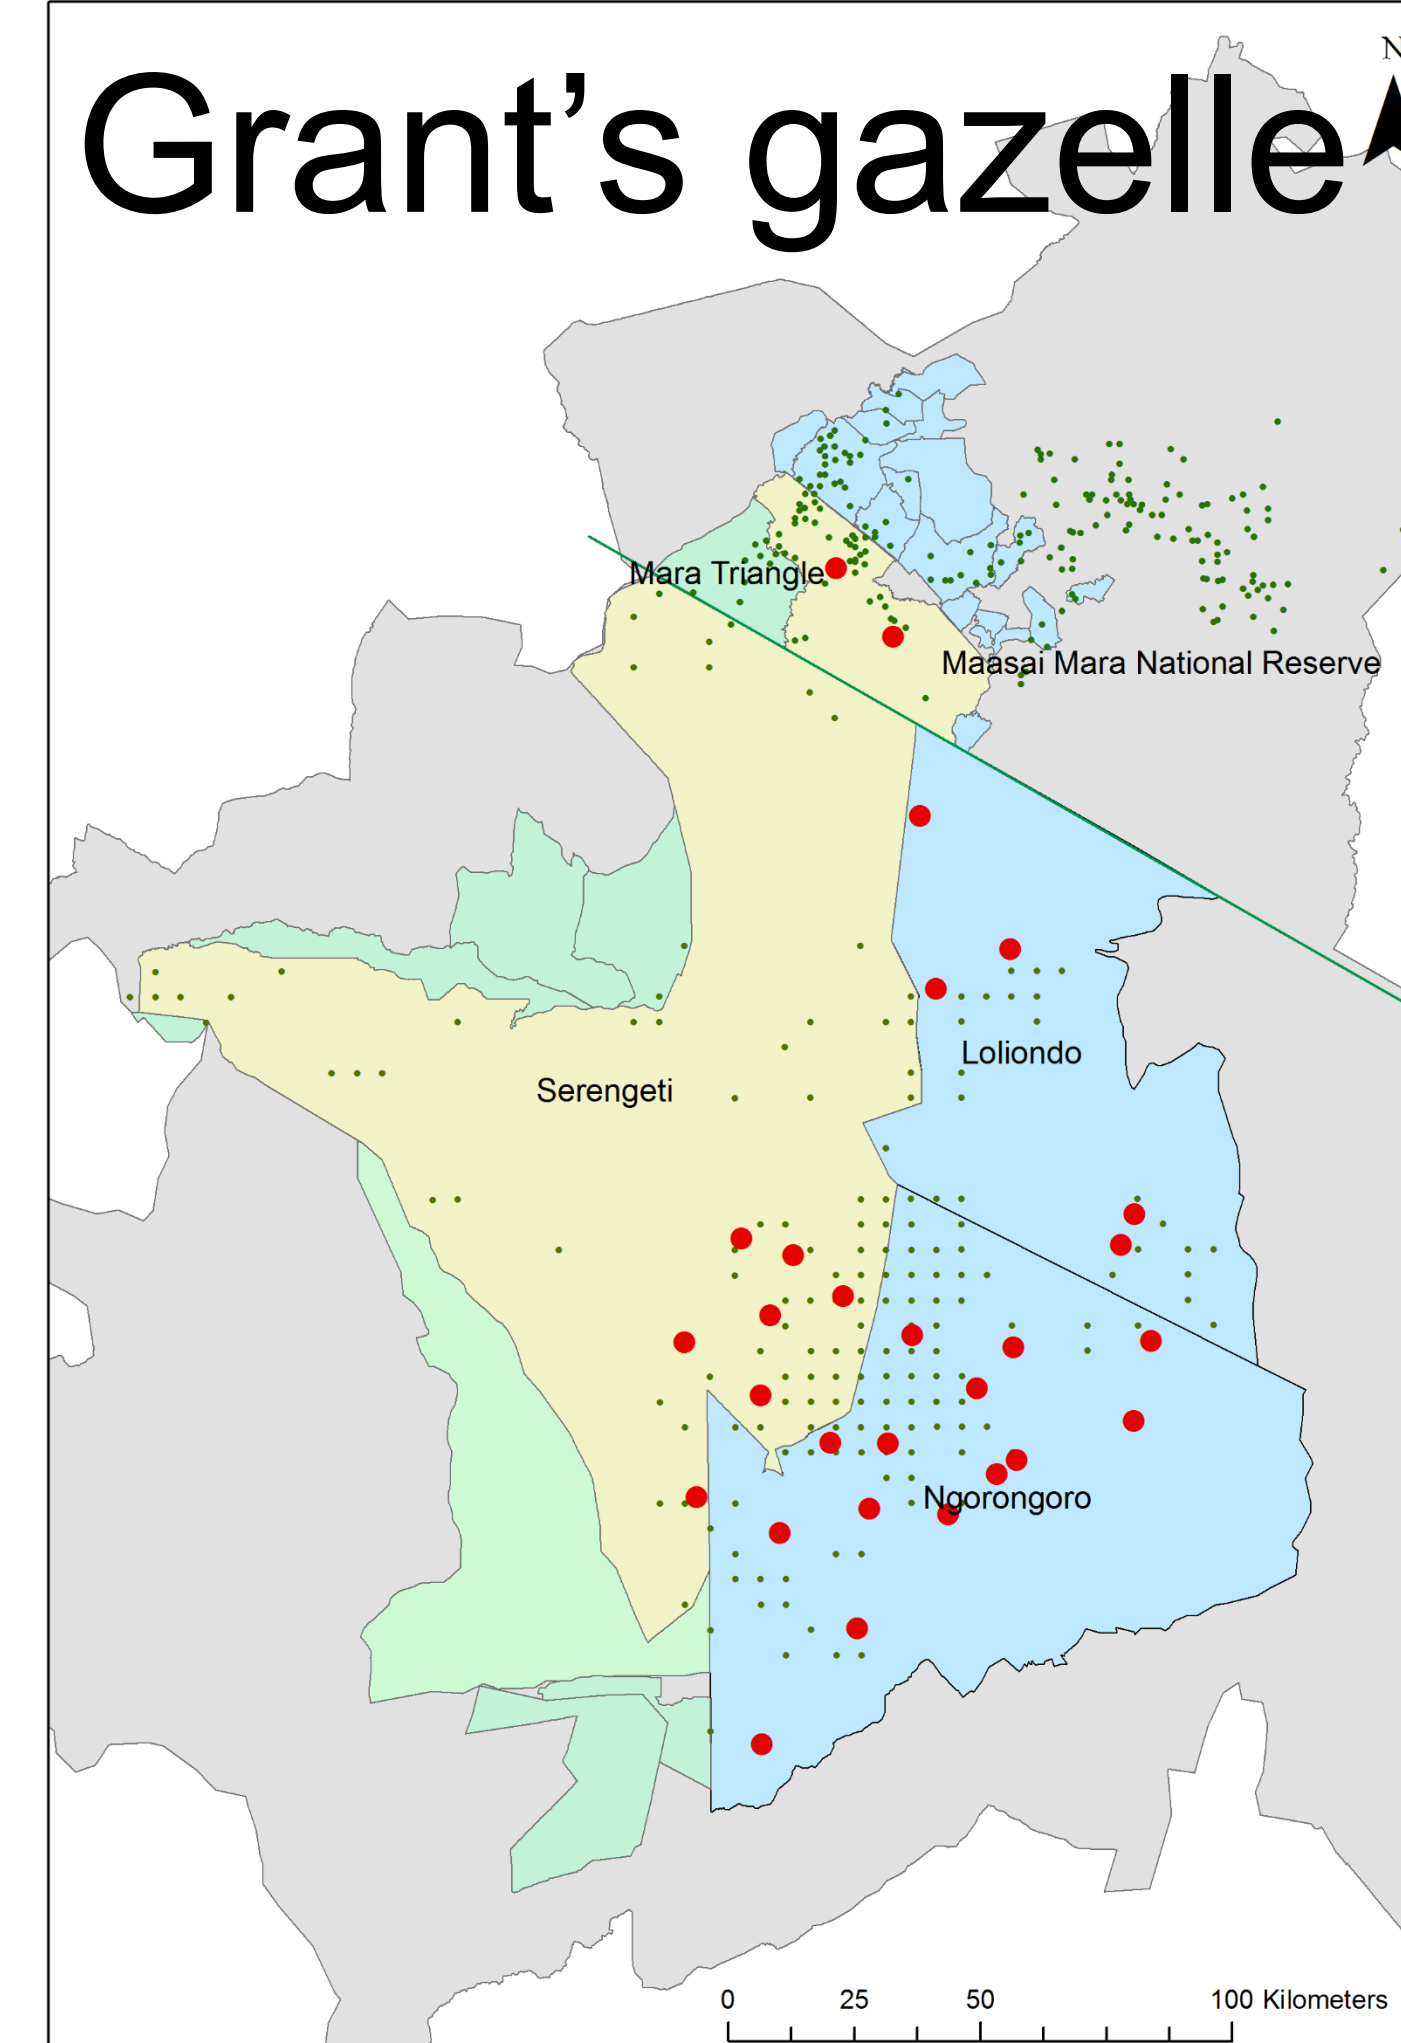 N
Grant’s gazelle
Mara Triangle
Maasai Mara National Reserve
Loliondo
Serengeti
Ngorongoro
0 25 50 100 Kilometers